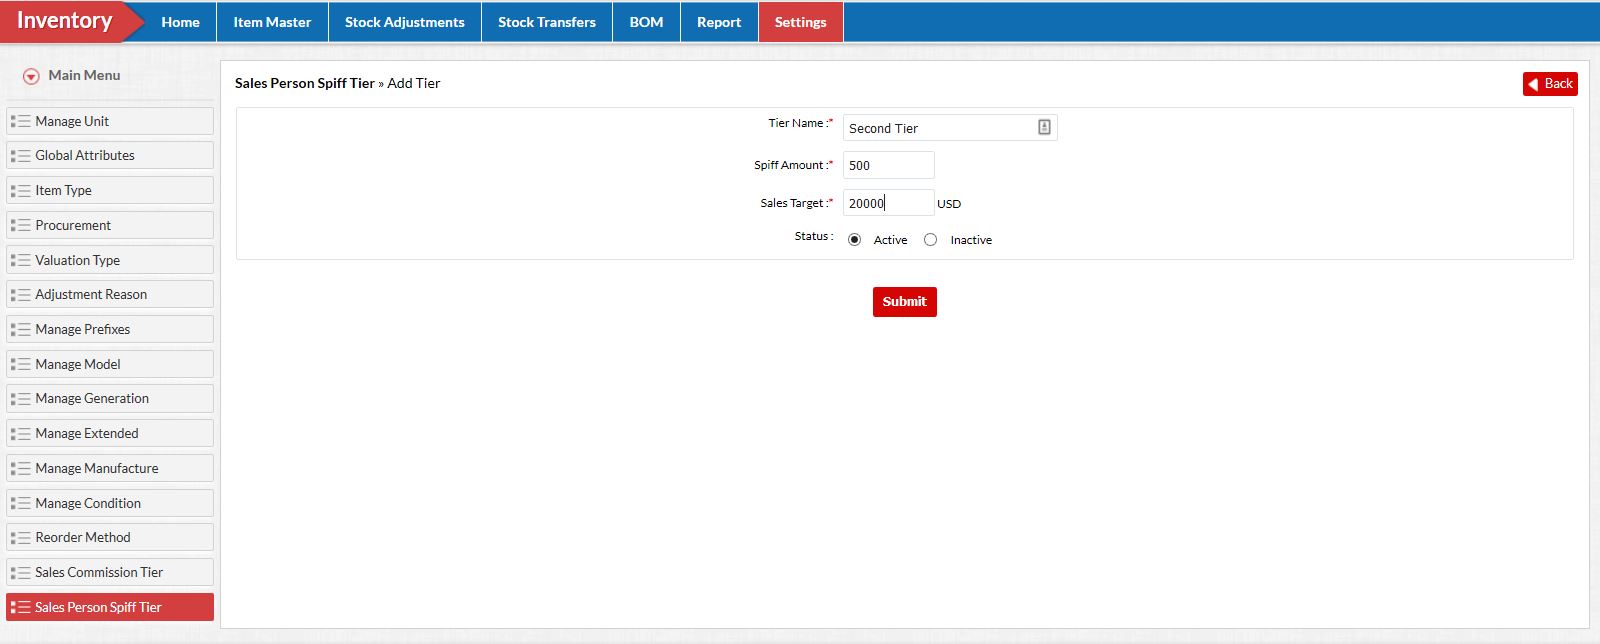 Inventory Home Item Master Stock Adjustments Stock Transfers BOM Report Settings
Main Menu
Manage Unit
Global Attributes
Item Type
Procurement
Valuation Type
Adjustment Reason
Manage Prefixes
Manage Model
Manage Generation
Manage Extended
Manage Manufacture
Manage Condition
Reorder Method
Sales Commission Tier
Sales Person Spiff Tier
Sales Person Spiff Tier » Add Tier
Back
Tier Name :* Second Tier
Spiff Amount :* 500
Sales Target :* 20000 USD
Status : Active Inactive
Submit